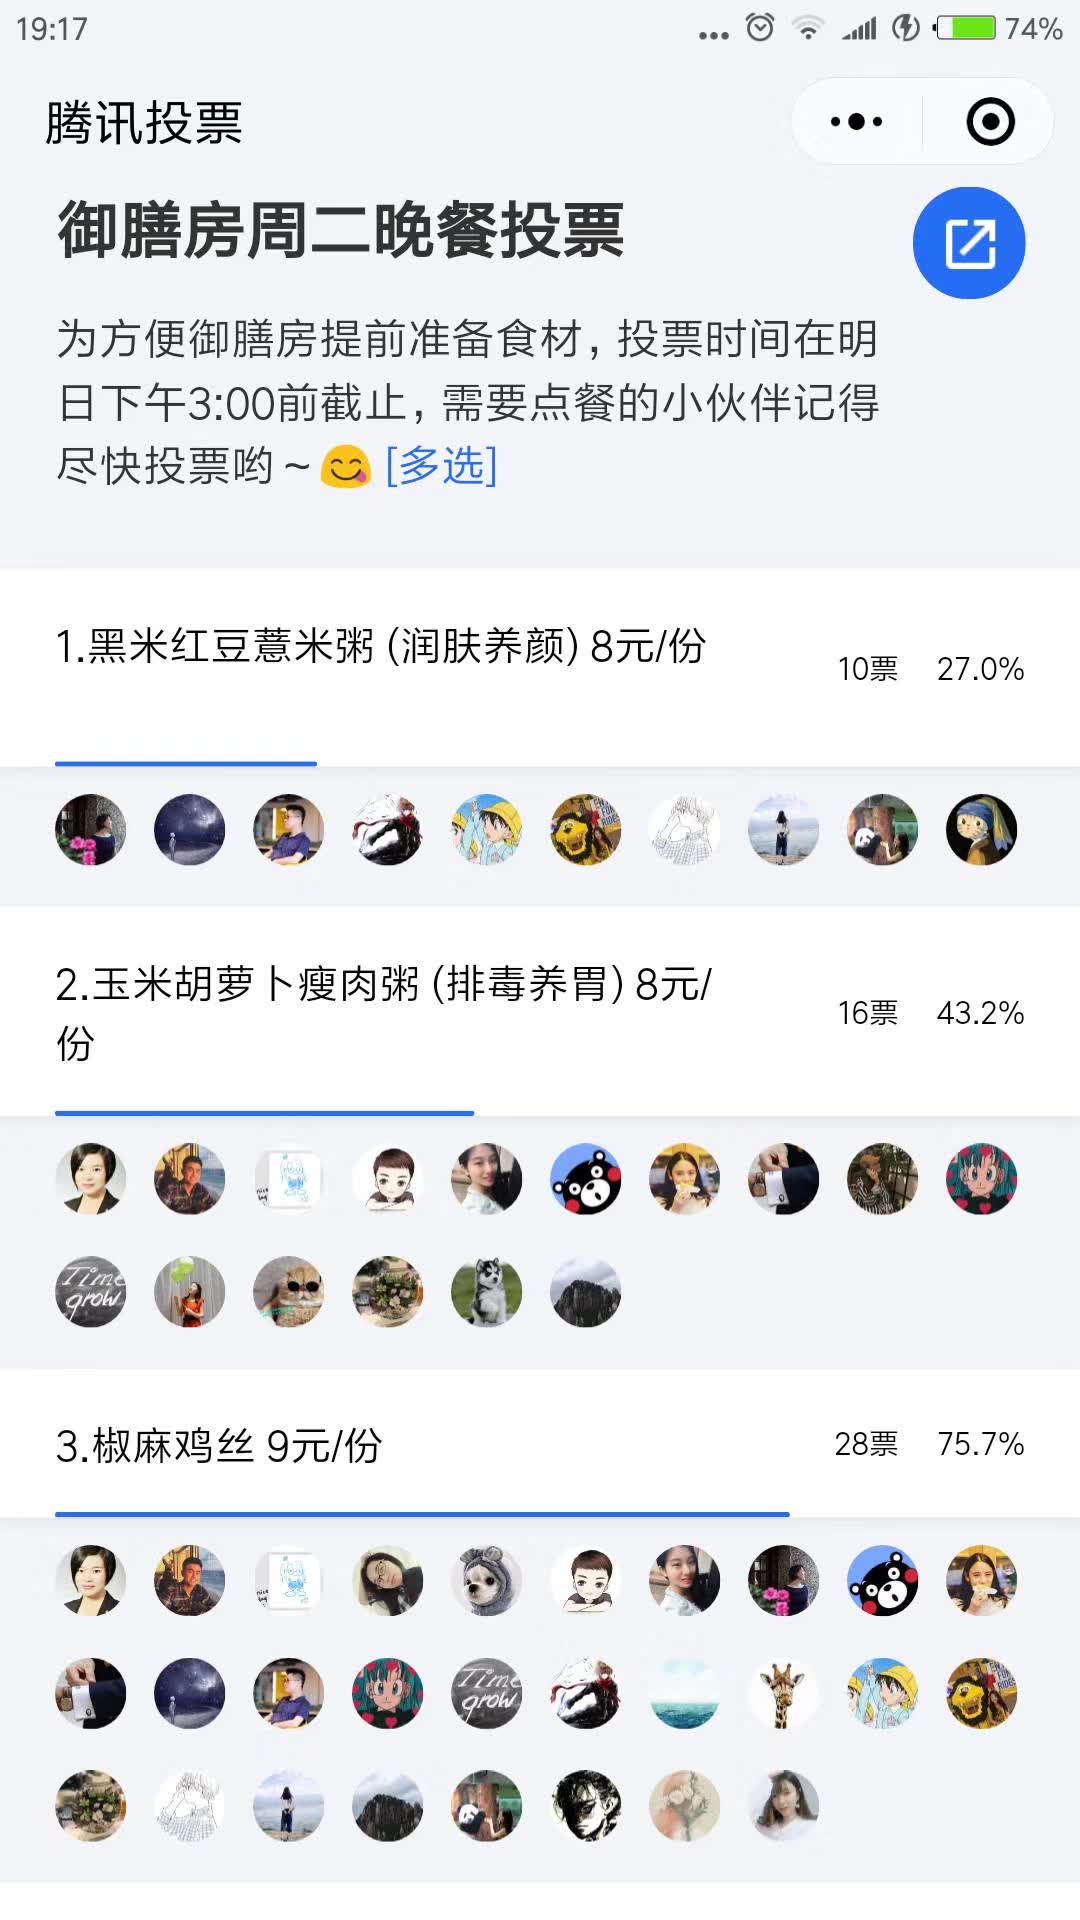 19:17
74%
腾讯投票
御膳房周二晚餐投票
为方便御膳房提前准备食材，投票时间在明
日下午3:00前截止，需要点餐的小伙伴记得
尽快投票哟～😋 [多选]
1.黑米红豆薏米粥 (润肤养颜) 8元/份
10票 27.0%
2.玉米胡萝卜瘦肉粥 (排毒养胃) 8元/
份
16票 43.2%
Time
grow
3.椒麻鸡丝 9元/份
28票 75.7%
Time
grow